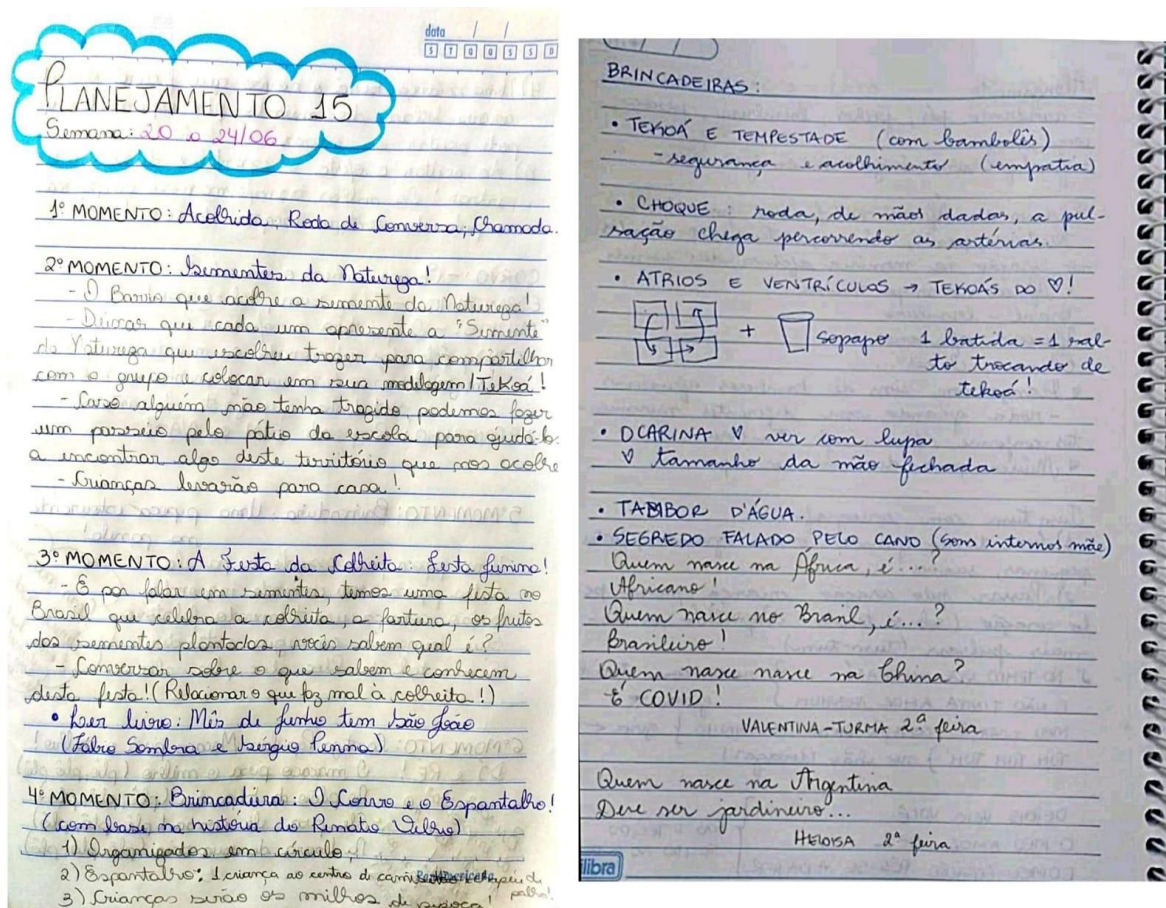 data / /
S T Q Q S S D
PLANEJAMENTO 15
Semana: 20 a 24/06
1º MOMENTO: Acolhida, Roda de Conversa, Chamada.
2º MOMENTO: Sementes da Natureza!
- O Barro que acolhe a semente da Natureza!
- Deixar que cada um apresente a "Semente"
da Natureza que escolheu trazer para compartilhar
com o grupo e colocar em sua modelagem/Tekoá!
- Caso alguém não tenha trazido, podemos fazer
um passeio pelo pátio da escola para ajudá-lo
a encontrar algo deste território que nos acolhe
- Crianças levarão para casa!
3º MOMENTO: A Festa da Colheita: Festa Junina!
- E por falar em sementes, temos uma festa no
Brasil que celebra a colheita, a fartura, os frutos
das sementes plantadas, vocês sabem qual é?
- Conversar sobre o que sabem e conhecem
desta festa! (Relacionar o que faz mal à colheita!)
• Ler livro: Mês de Junho tem São João
(Fábio Sombra e Sérgio Penna)
4º MOMENTO: Brincadeira: O Corvo e o Espantalho!
(com base na história do Renato
1) Organizados em círculo;
2) Espantalho: 1 criança ao centro de chapéu de
palha!
3) Crianças serão os milhos de pipoca!
BRINCADEIRAS:
• TEKOÁ E TEMPESTADE (com bambolês)
- segurança e acolhimento (empatia)
• CHOQUE: roda, de mãos dadas, a pul-
sação chega percorrendo as artérias.
• ATRIOS E VENTRÍCULOS → TEKOÁS DO ♡!
+ sopapo 1 batida = 1 sal-
to trocando de
tekoá!
• OCARINA ♡ ver com lupa
♡ tamanho da mão fechada
• TAMBOR D'ÁGUA.
• SEGREDO FALADO PELO CANO (sons internos mãe)
Quem nasce na África, é...?
Africano!
Quem nasce no Brasil, é...?
Brasileiro!
Quem nasce nasce na China?
É COVID!
VALENTINA - TURMA 2ª feira
Quem nasce na Argentina
Deve ser jardineiro...
HELOISA 2ª feira
tilibra